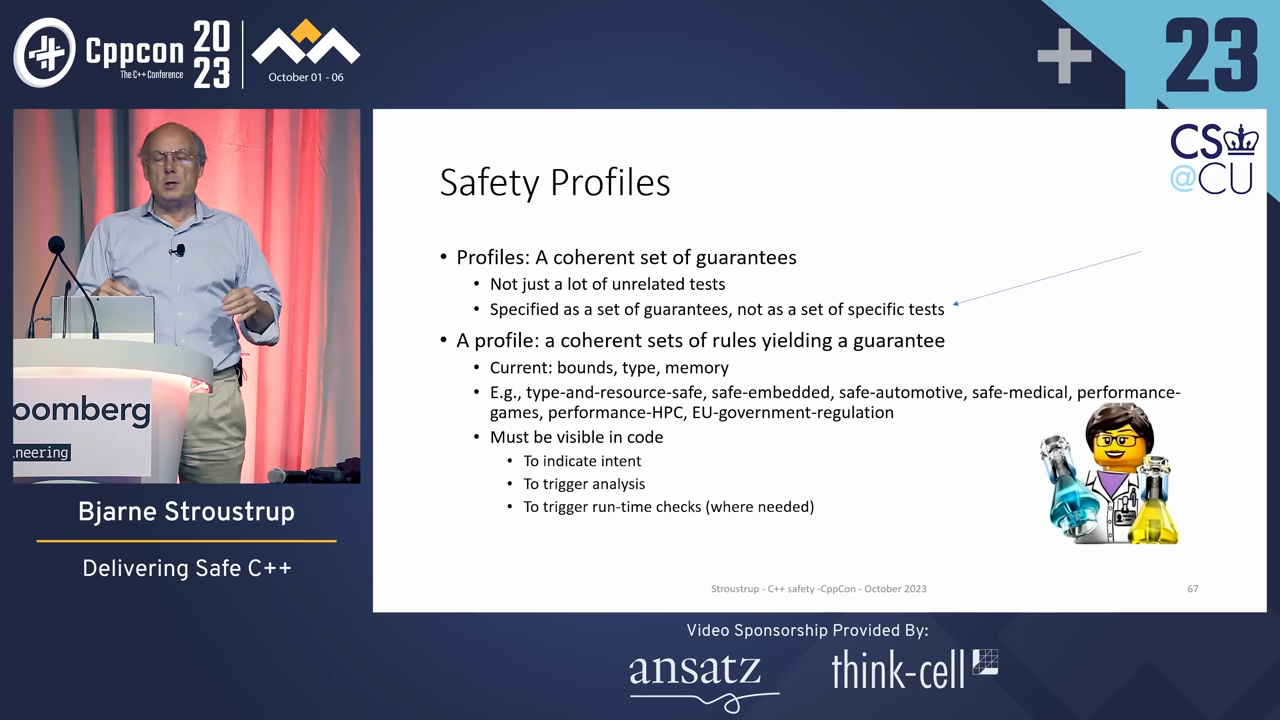 Cppcon
The C++ Conference
20
23
October 01 - 06
23
CS
@CU
Safety Profiles
• Profiles: A coherent set of guarantees
• Not just a lot of unrelated tests
• Specified as a set of guarantees, not as a set of specific tests
• A profile: a coherent sets of rules yielding a guarantee
• Current: bounds, type, memory
• E.g., type-and-resource-safe, safe-embedded, safe-automotive, safe-medical, performance-
games, performance-HPC, EU-government-regulation
• Must be visible in code
• To indicate intent
• To trigger analysis
• To trigger run-time checks (where needed)
Stroustrup - C++ safety -CppCon - October 2023
67
oomberg
neering
Bjarne Stroustrup
Delivering Safe C++
Video Sponsorship Provided By:
ansatz
think-cell